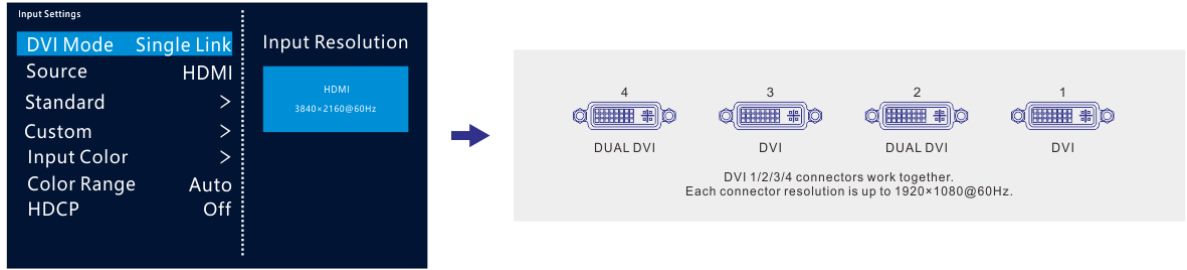 Input Settings
DVI Mode Single Link
Source HDMI
Standard >
Custom >
Input Color >
Color Range Auto
HDCP Off
Input Resolution
HDMI
3840×2160@60Hz
4 3 2 1
DUAL DVI DVI DUAL DVI DVI
DVI 1/2/3/4 connectors work together.
Each connector resolution is up to 1920×1080@60Hz.